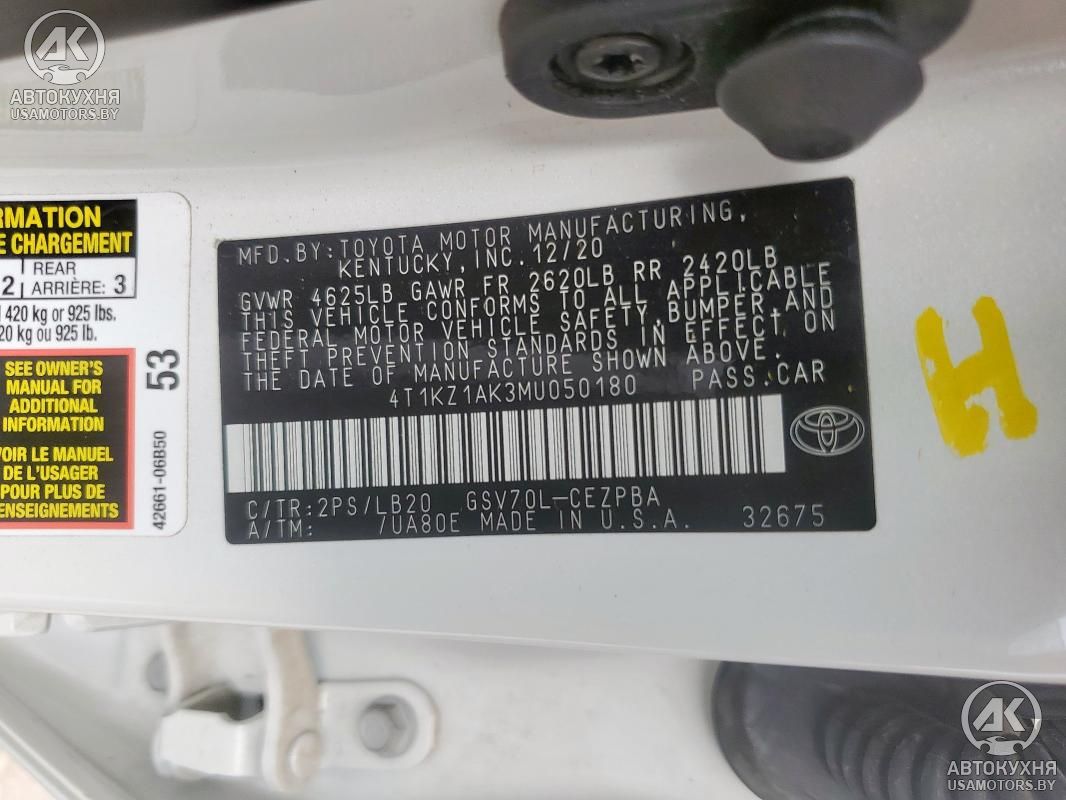 АК
АВТОКУХНЯ
USAMOTORS.BY
RMATION
E CHARGEMENT
2 REAR
ARRIÈRE: 3
420 kg or 925 lbs.
20 kg ou 925 lb.
SEE OWNER'S
MANUAL FOR
ADDITIONAL
INFORMATION
VOIR LE MANUEL
DE L'USAGER
POUR PLUS DE
RENSEIGNEMENTS
53
42661-06B50
MFD.BY:TOYOTA MOTOR MANUFACTURING,
KENTUCKY,INC.12/20
GVWR 4625LB GAWR FR 2620LB RR 2420LB
THIS VEHICLE CONFORMS TO ALL APPLICABLE
FEDERAL MOTOR VEHICLE SAFETY,BUMPER,AND
THEFT PREVENTION STANDARDS IN EFFECT ON
THE DATE OF MANUFACTURE SHOWN ABOVE.
4T1KZ1AK3MU050180 PASS.CAR
C/TR:2PS/LB20 GSV70L-CEZPBA
A/TM: /UA80E MADE IN U.S.A. 32675
H
АК
АВТОКУХНЯ
USAMOTORS.BY